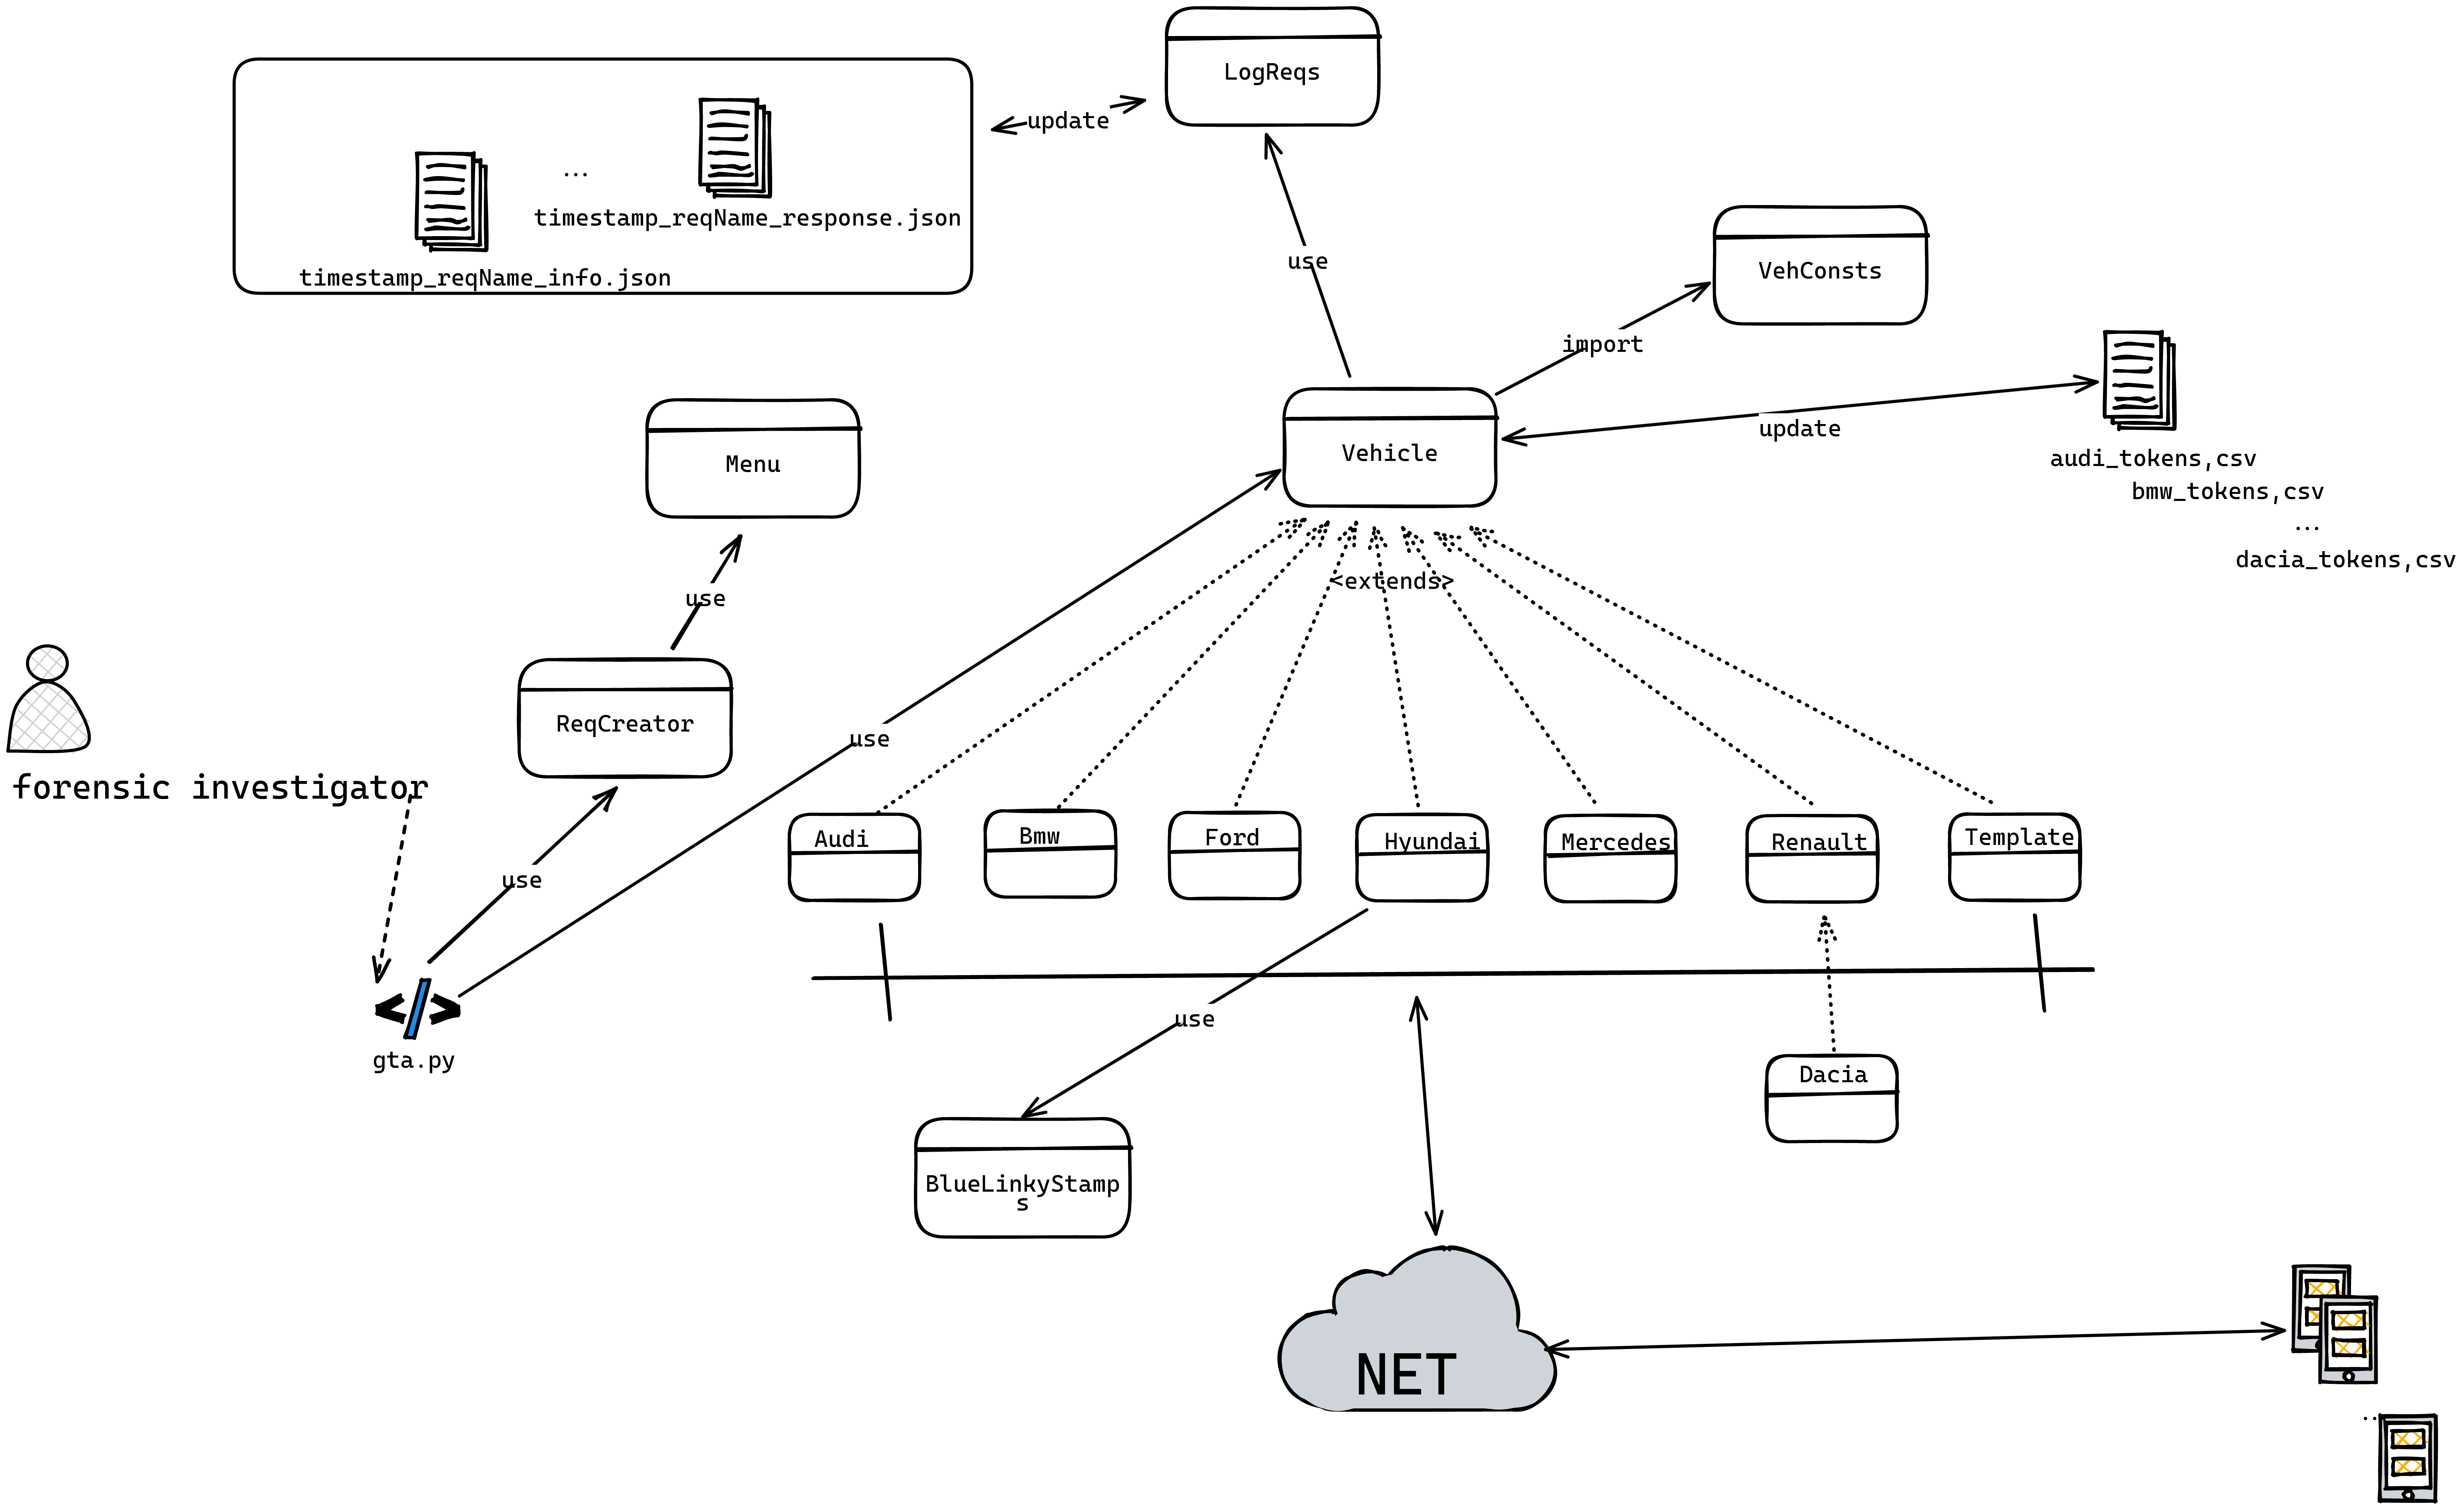 LogReqs
update
...
timestamp_reqName_response.json
timestamp_reqName_info.json
use
VehConsts
import
update
audi_tokens,csv
bmw_tokens,csv
...
dacia_tokens,csv
Menu
Vehicle
use
<extends>
ReqCreator
use
forensic investigator
use
Audi
Bmw
Ford
Hyundai
Mercedes
Renault
Template
gta.py
use
Dacia
BlueLinkyStamp
s
NET
...